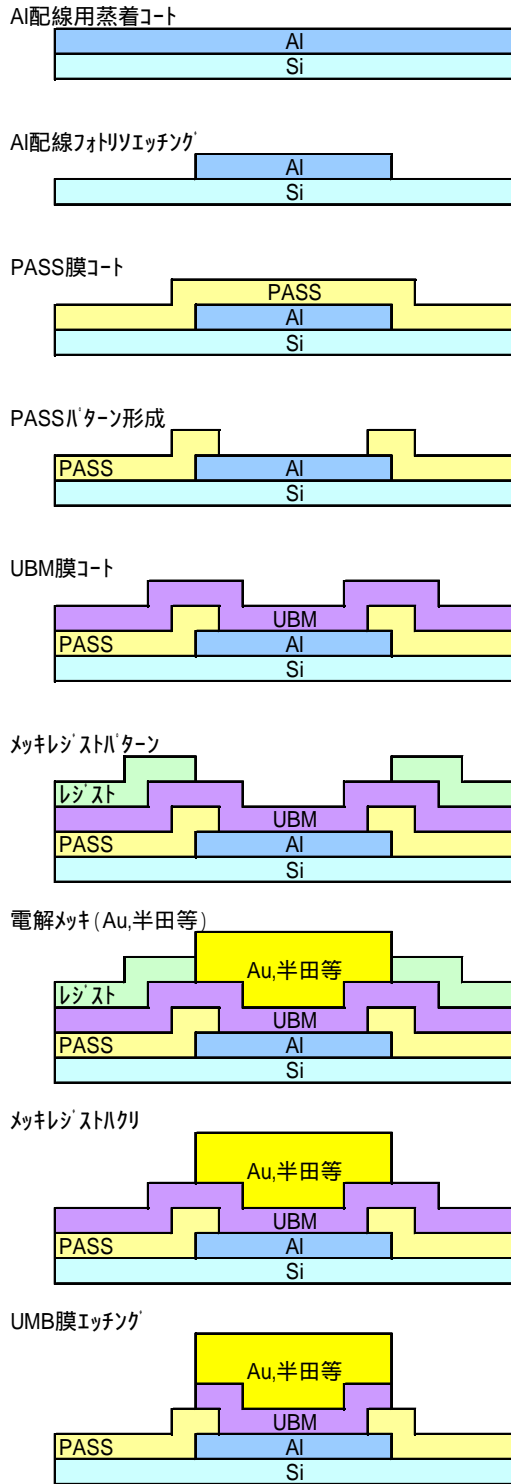 Al配線用蒸着コート
Al
Si
Al配線フォトリソエッチング
Al
Si
PASS膜コート
PASS
Al
Si
PASSパターン形成
PASS
Al
Si
UBM膜コート
UBM
PASS
Al
Si
メッキレジストパターン
レジスト
UBM
PASS
Al
Si
電解メッキ(Au,半田等)
Au,半田等
レジスト
UBM
PASS
Al
Si
メッキレジストハクリ
Au,半田等
UBM
PASS
Al
Si
UMB膜エッチング
Au,半田等
UBM
PASS
Al
Si